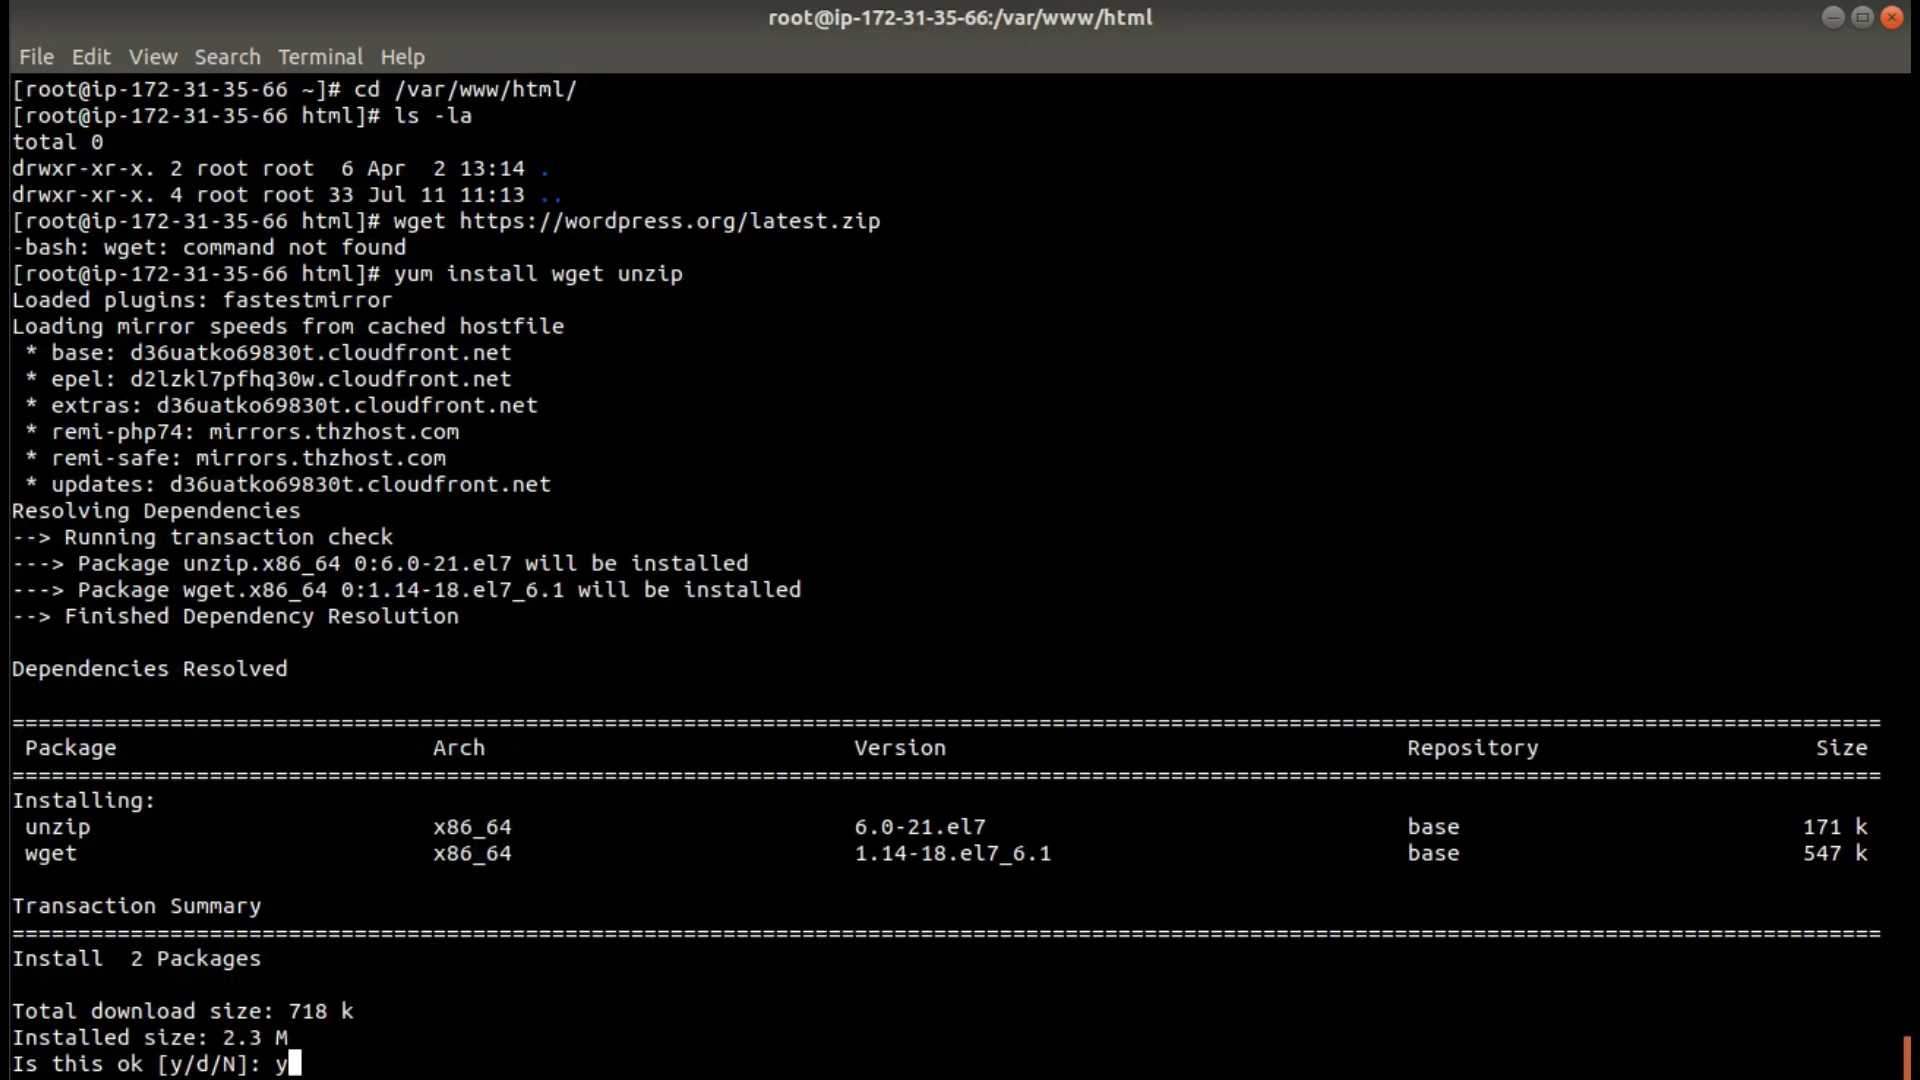 root@ip-172-31-35-66:/var/www/html
File Edit View Search Terminal Help
[root@ip-172-31-35-66 ~]# cd /var/www/html/
[root@ip-172-31-35-66 html]# ls -la
total 0
drwxr-xr-x. 2 root root  6 Apr  2 13:14 .
drwxr-xr-x. 4 root root 33 Jul 11 11:13 ..
[root@ip-172-31-35-66 html]# wget https://wordpress.org/latest.zip
-bash: wget: command not found
[root@ip-172-31-35-66 html]# yum install wget unzip
Loaded plugins: fastestmirror
Loading mirror speeds from cached hostfile
 * base: d36uatko69830t.cloudfront.net
 * epel: d2lzkl7pfhq30w.cloudfront.net
 * extras: d36uatko69830t.cloudfront.net
 * remi-php74: mirrors.thzhost.com
 * remi-safe: mirrors.thzhost.com
 * updates: d36uatko69830t.cloudfront.net
Resolving Dependencies
--> Running transaction check
---> Package unzip.x86_64 0:6.0-21.el7 will be installed
---> Package wget.x86_64 0:1.14-18.el7_6.1 will be installed
--> Finished Dependency Resolution
Dependencies Resolved
================================================================================
Package Arch Version Repository Size
================================================================================
Installing:
unzip x86_64 6.0-21.el7 base 171 k
wget x86_64 1.14-18.el7_6.1 base 547 k
Transaction Summary
================================================================================
Install  2 Packages
Total download size: 718 k
Installed size: 2.3 M
Is this ok [y/d/N]: y